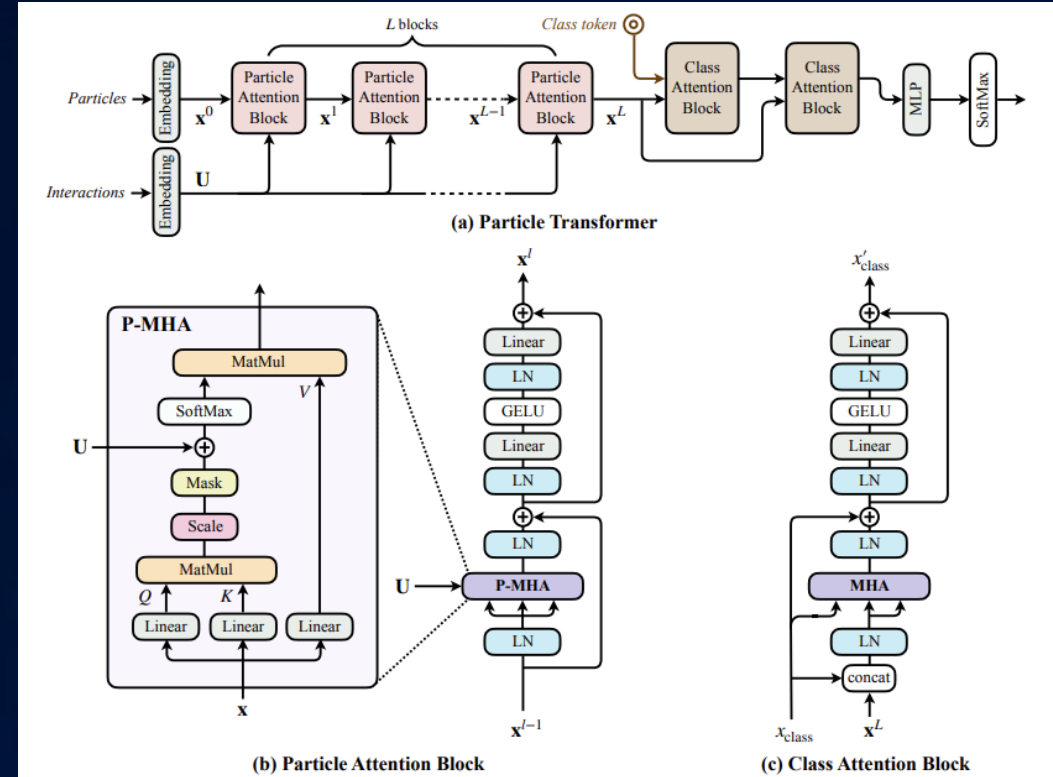 L blocks
Class token
Particles
Embedding
x⁰
Particle
Attention
Block
x¹
Particle
Attention
Block
xᴸ⁻¹
Particle
Attention
Block
xᴸ
Class
Attention
Block
Class
Attention
Block
MLP
SoftMax
Interactions
Embedding
U
(a) Particle Transformer
P-MHA
MatMul
V
SoftMax
U
+
Mask
Scale
MatMul
Q
K
Linear
Linear
Linear
x
xˡ
+
Linear
LN
GELU
Linear
LN
+
LN
U
P-MHA
LN
xˡ⁻¹
x′class
+
Linear
LN
GELU
Linear
LN
+
LN
MHA
LN
concat
xclass
xᴸ
(b) Particle Attention Block
(c) Class Attention Block